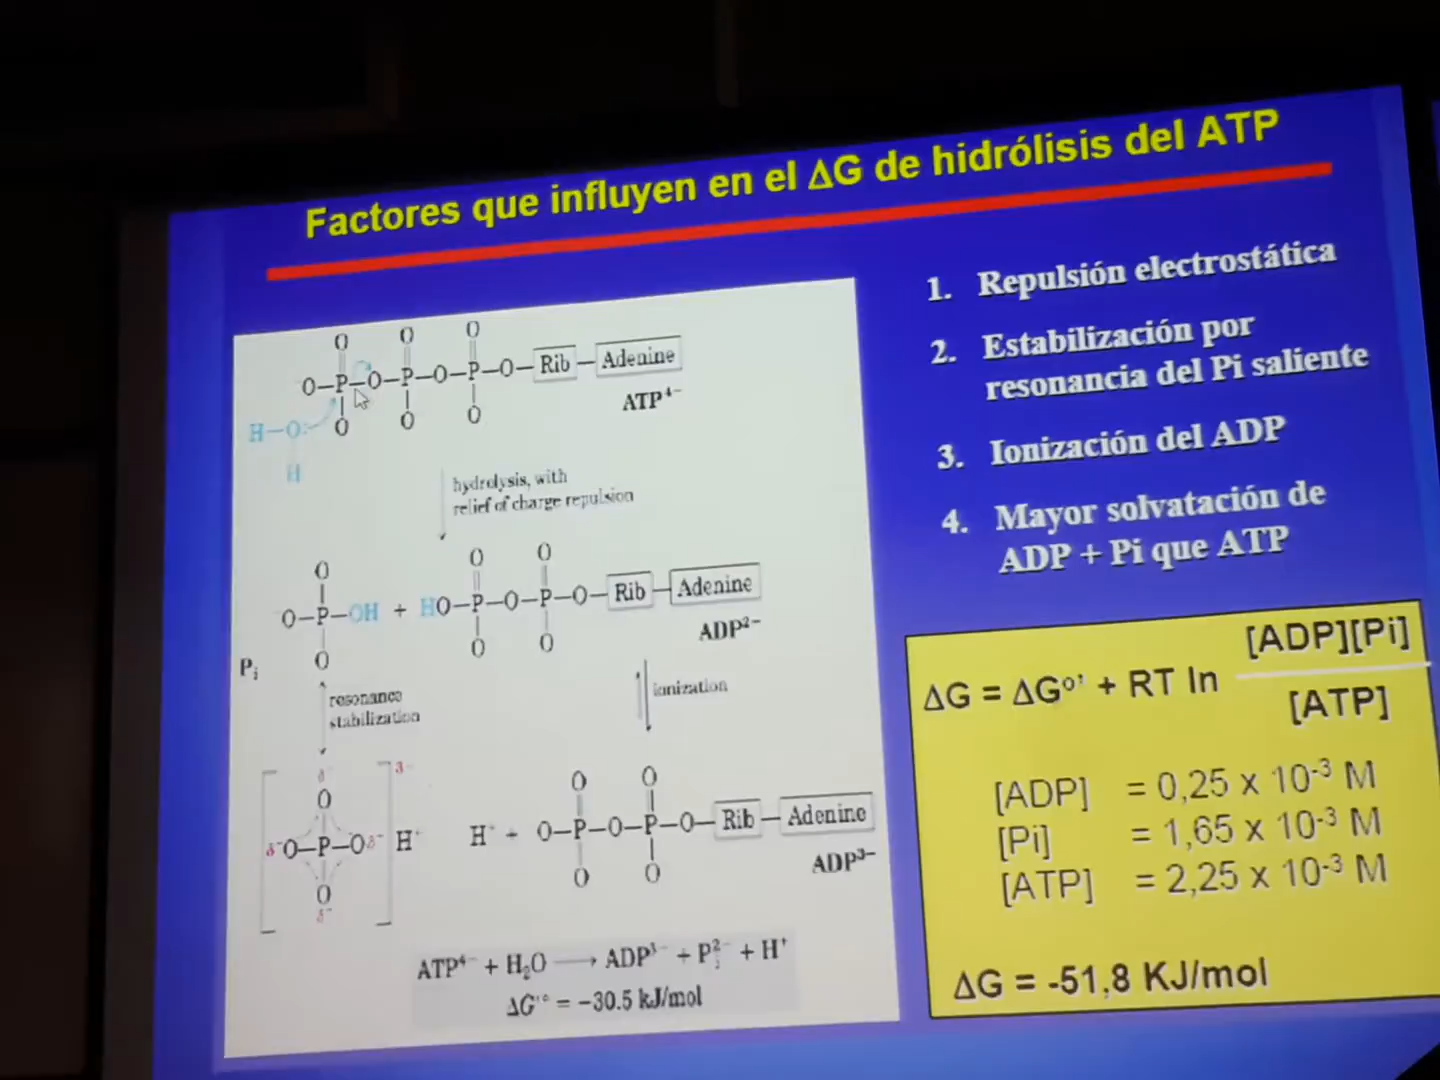 Factores que influyen en el ΔG de hidrólisis del ATP
O O O
O–P–O–P–O–P–O–Rib–Adenine
O O O
ATP⁴⁻
H–O:
H
hydrolysis, with
relief of charge repulsion
O
O–P–OH + HO–P–O–P–O–Rib–Adenine
O O
O O O
ADP²⁻
Pᵢ
resonance
stabilization
ionization
3–
δ⁻
O
δ⁻O–P–Oδ⁻ H⁺
O
δ⁻
O O
H⁺ + O–P–O–P–O–Rib–Adenine
O O
ADP³⁻
ATP⁴⁻ + H₂O → ADP³⁻ + Pᵢ²⁻ + H⁺
ΔG'° = –30.5 kJ/mol
1. Repulsión electrostática
2. Estabilización por
resonancia del Pi saliente
3. Ionización del ADP
4. Mayor solvatación de
ADP + Pi que ATP
[ADP][Pi]
ΔG = ΔGº' + RT ln
[ATP]
[ADP] = 0,25 x 10⁻³ M
[Pi] = 1,65 x 10⁻³ M
[ATP] = 2,25 x 10⁻³ M
ΔG = -51,8 KJ/mol